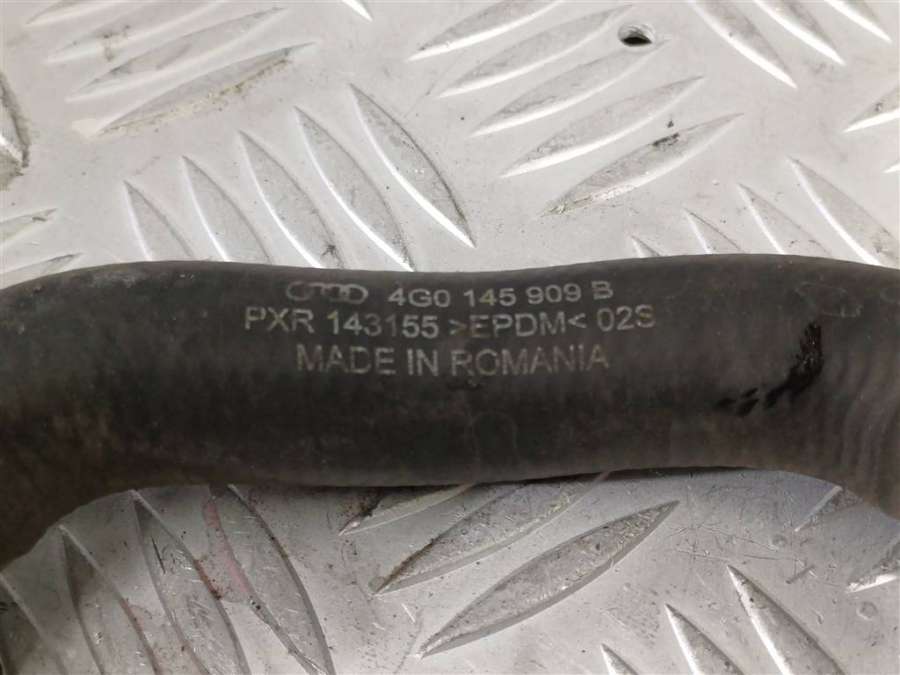 4G0 145 909 B
PXR 143155 >EPDM< 02S
MADE IN ROMANIA